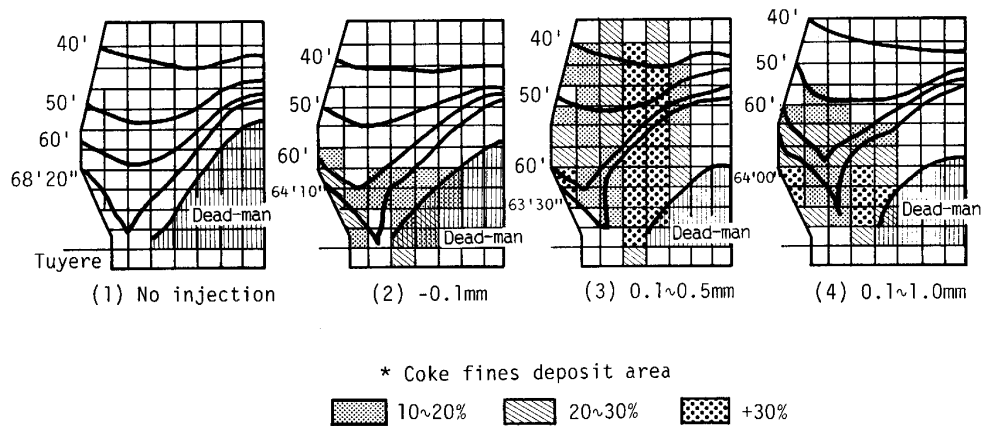 40'
50'
60'
68'20"
Dead-man
Tuyere
(1) No injection
40'
50'
60'
64'10"
Dead-man
(2) -0.1mm
40'
50'
60'
63'30"
Dead-man
(3) 0.1~0.5mm
40'
50'
60'
64'00"
Dead-man
(4) 0.1~1.0mm
* Coke fines deposit area
10~20%
20~30%
+30%